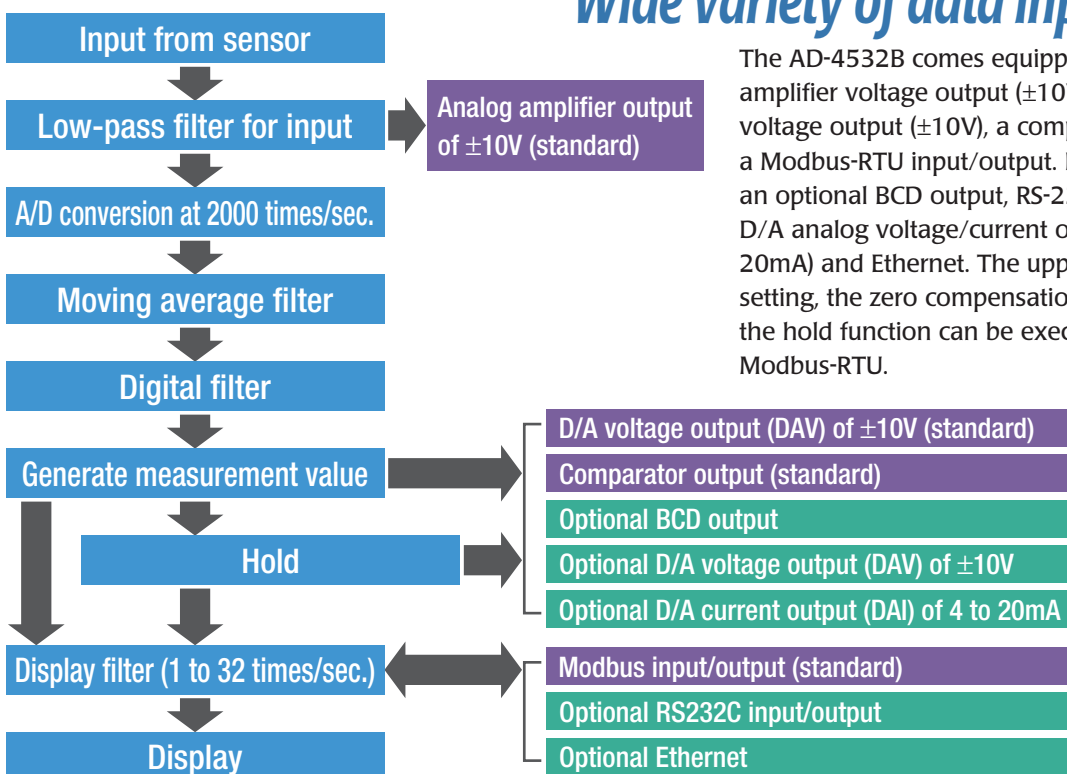 Wide variety of data inp
The AD-4532B comes equipp
amplifier voltage output (±10
voltage output (±10V), a comp
a Modbus-RTU input/output.
an optional BCD output, RS-2
D/A analog voltage/current o
20mA) and Ethernet. The upp
setting, the zero compensatio
the hold function can be exec
Modbus-RTU.
Input from sensor
Low-pass filter for input
Analog amplifier output
of ±10V (standard)
A/D conversion at 2000 times/sec.
Moving average filter
Digital filter
Generate measurement value
Hold
D/A voltage output (DAV) of ±10V (standard)
Comparator output (standard)
Optional BCD output
Optional D/A voltage output (DAV) of ±10V
Optional D/A current output (DAI) of 4 to 20mA
Display filter (1 to 32 times/sec.)
Display
Modbus input/output (standard)
Optional RS232C input/output
Optional Ethernet